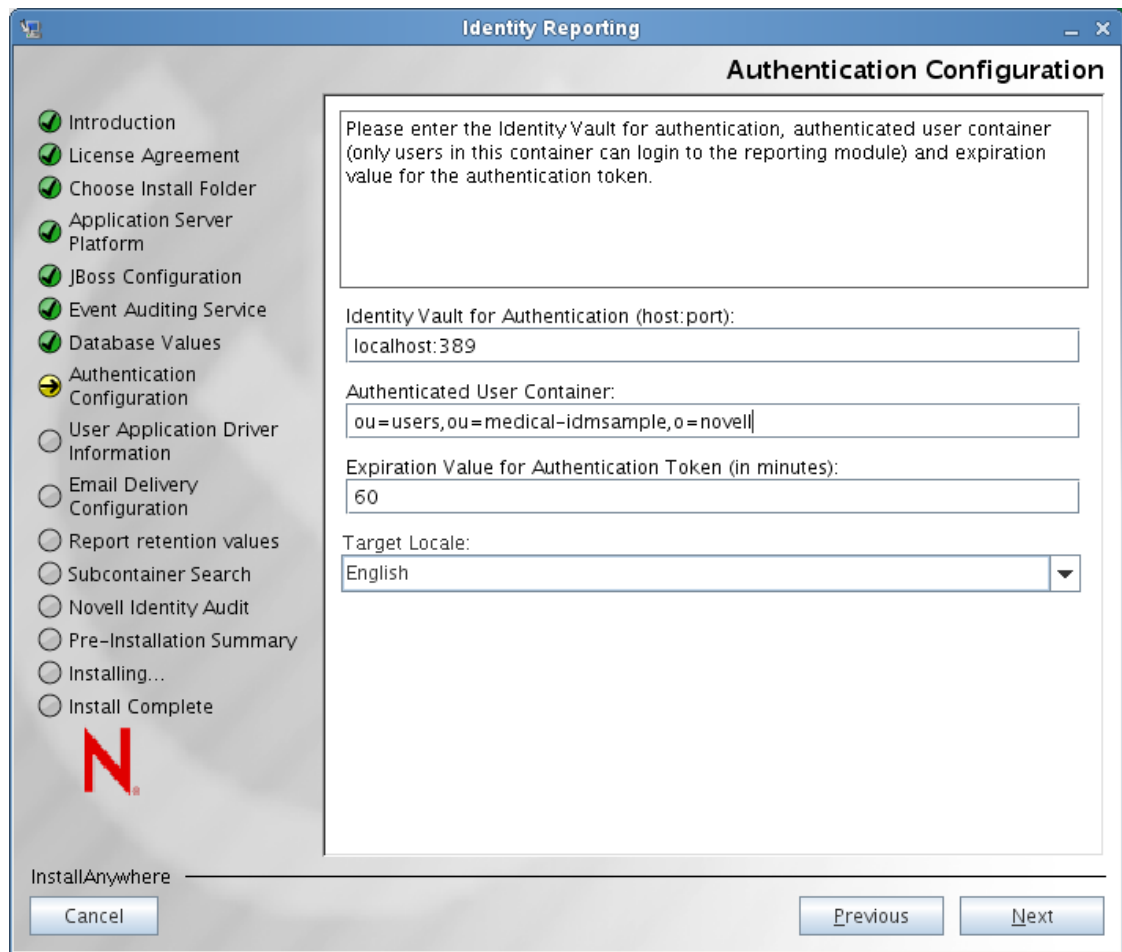 Identity Reporting
Authentication Configuration
Introduction
License Agreement
Choose Install Folder
Application Server
Platform
JBoss Configuration
Event Auditing Service
Database Values
Authentication
Configuration
User Application Driver
Information
Email Delivery
Configuration
Report retention values
Subcontainer Search
Novell Identity Audit
Pre-Installation Summary
Installing...
Install Complete
N
Please enter the Identity Vault for authentication, authenticated user container
(only users in this container can login to the reporting module) and expiration
value for the authentication token.
Identity Vault for Authentication (host:port):
localhost:389
Authenticated User Container:
ou=users,ou=medical-idmsample,o=novell
Expiration Value for Authentication Token (in minutes):
60
Target Locale:
English
InstallAnywhere
Cancel
Previous
Next